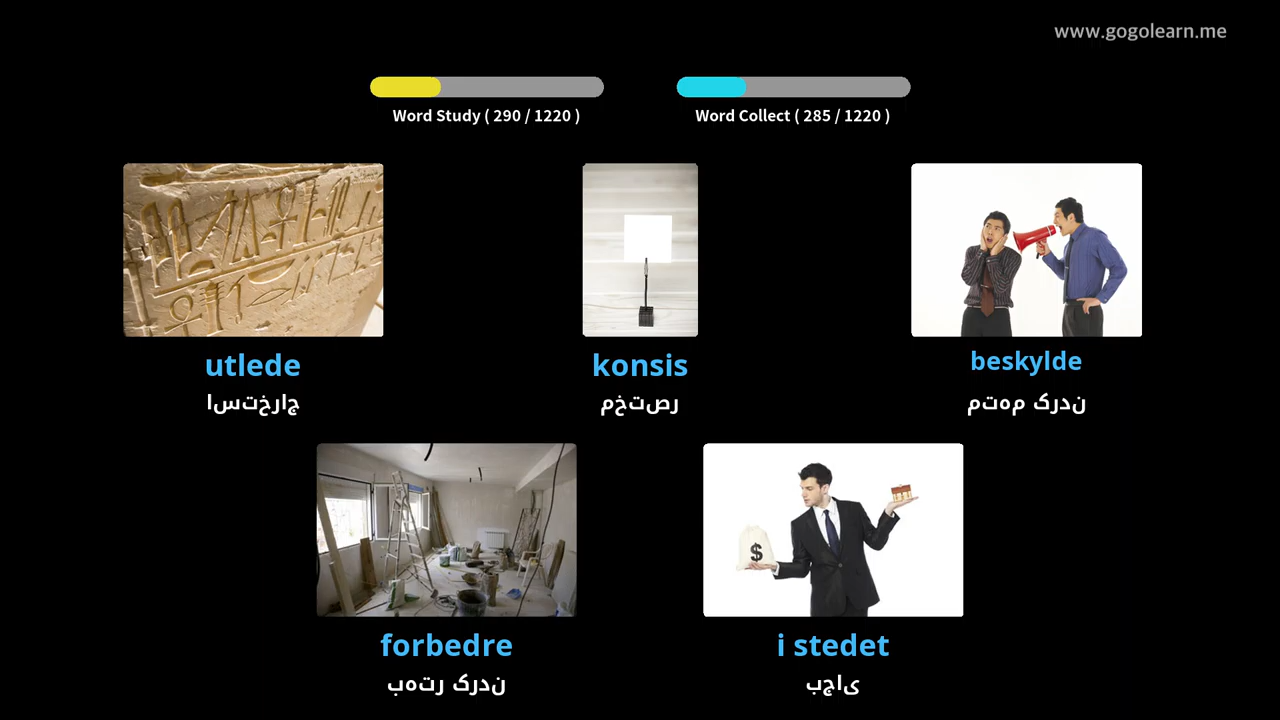 www.gogolearn.me
Word Study ( 290 / 1220 )
Word Collect ( 285 / 1220 )
utlede
konsis
beskylde
استخراج
مختصر
متهم کردن
forbedre
i stedet
بهتر کردن
بجای